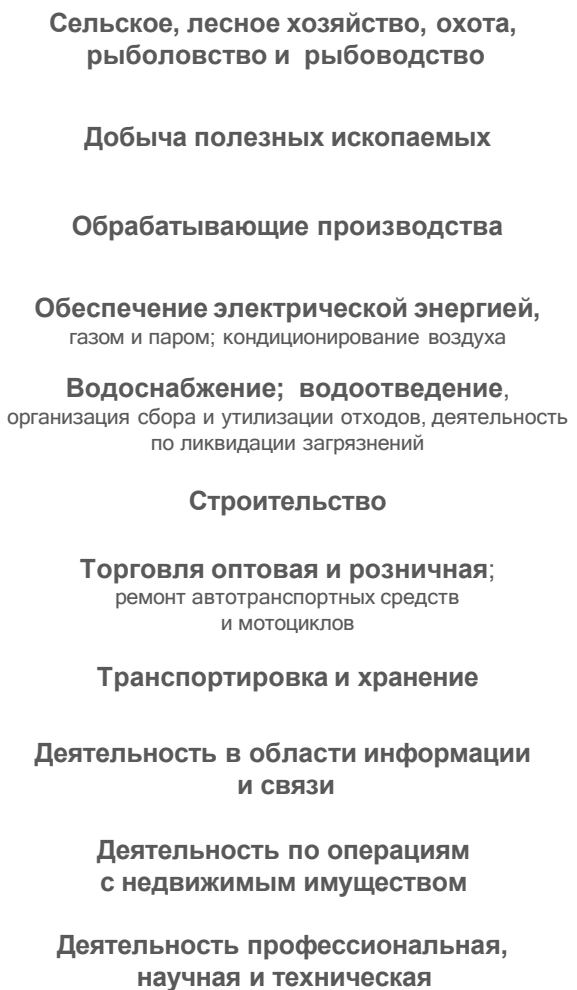 Сельское, лесное хозяйство, охота,
рыболовство и рыбоводство
Добыча полезных ископаемых
Обрабатывающие производства
Обеспечение электрической энергией,
газом и паром; кондиционирование воздуха
Водоснабжение; водоотведение,
организация сбора и утилизации отходов, деятельность
по ликвидации загрязнений
Строительство
Торговля оптовая и розничная;
ремонт автотранспортных средств
и мотоциклов
Транспортировка и хранение
Деятельность в области информации
и связи
Деятельность по операциям
с недвижимым имуществом
Деятельность профессиональная,
научная и техническая